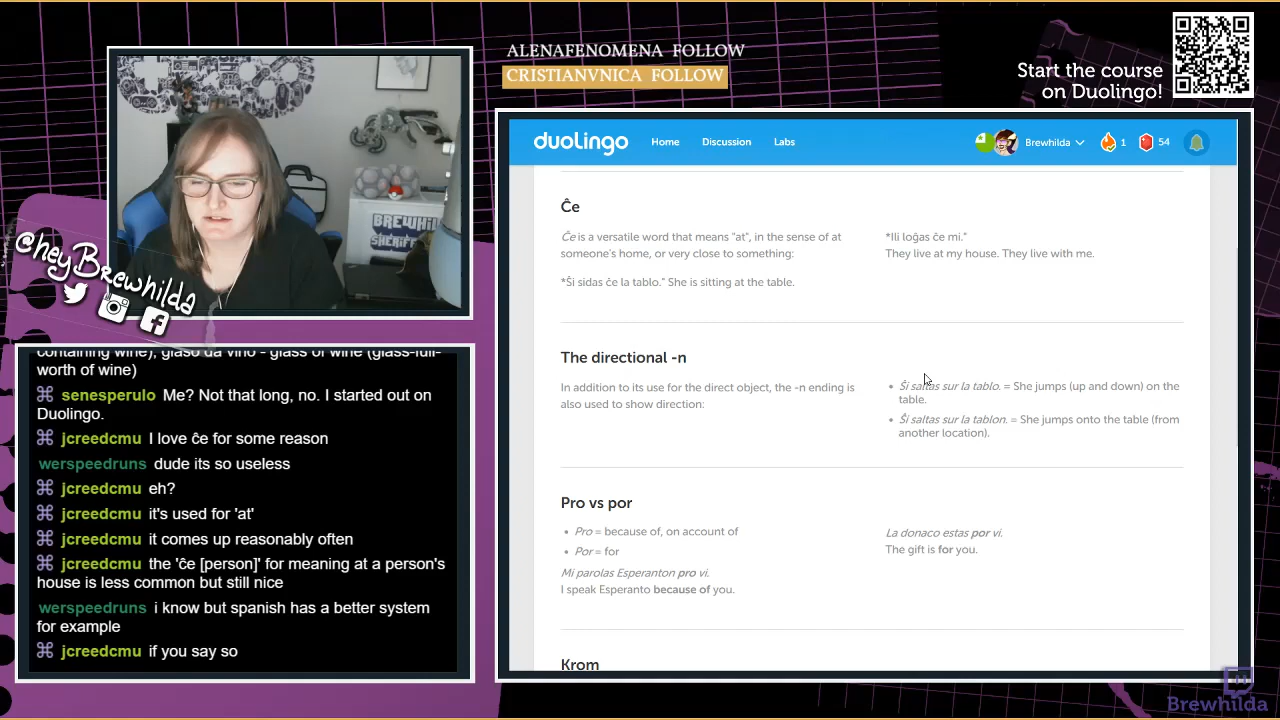 ALENAFENOMENA FOLLOW
CRISTIANVNICA FOLLOW
Start the course
on Duolingo!
BREWHIL
SHERIFF
@heyBrewhilda
duolingo
Home
Discussion
Labs
Brewhilda
1
54
Ĉe
Ĉe is a versatile word that means "at", in the sense of at
someone's home, or very close to something:
*Ŝi sidas ĉe la tablo." She is sitting at the table.
*Ili loĝas ĉe mi."
They live at my house. They live with me.
The directional -n
In addition to its use for the direct object, the -n ending is
also used to show direction:
• Ŝi saltas sur la tablo. = She jumps (up and down) on the
table.
• Ŝi saltas sur la tablon. = She jumps onto the table (from
another location).
Pro vs por
• Pro = because of, on account of
• Por = for
Mi parolas Esperanton pro vi.
I speak Esperanto because of you.
La donaco estas por vi.
The gift is for you.
Krom
containing wine), glaso da vino - glass of wine (glass-full-
worth of wine)
senesperulo Me? Not that long, no. I started out on
Duolingo.
jcreedcmu I love ĉe for some reason
werspeedruns dude its so useless
jcreedcmu eh?
jcreedcmu it's used for 'at'
jcreedcmu it comes up reasonably often
jcreedcmu the 'ĉe [person]' for meaning at a person's
house is less common but still nice
werspeedruns i know but spanish has a better system
for example
jcreedcmu if you say so
Brewhilda